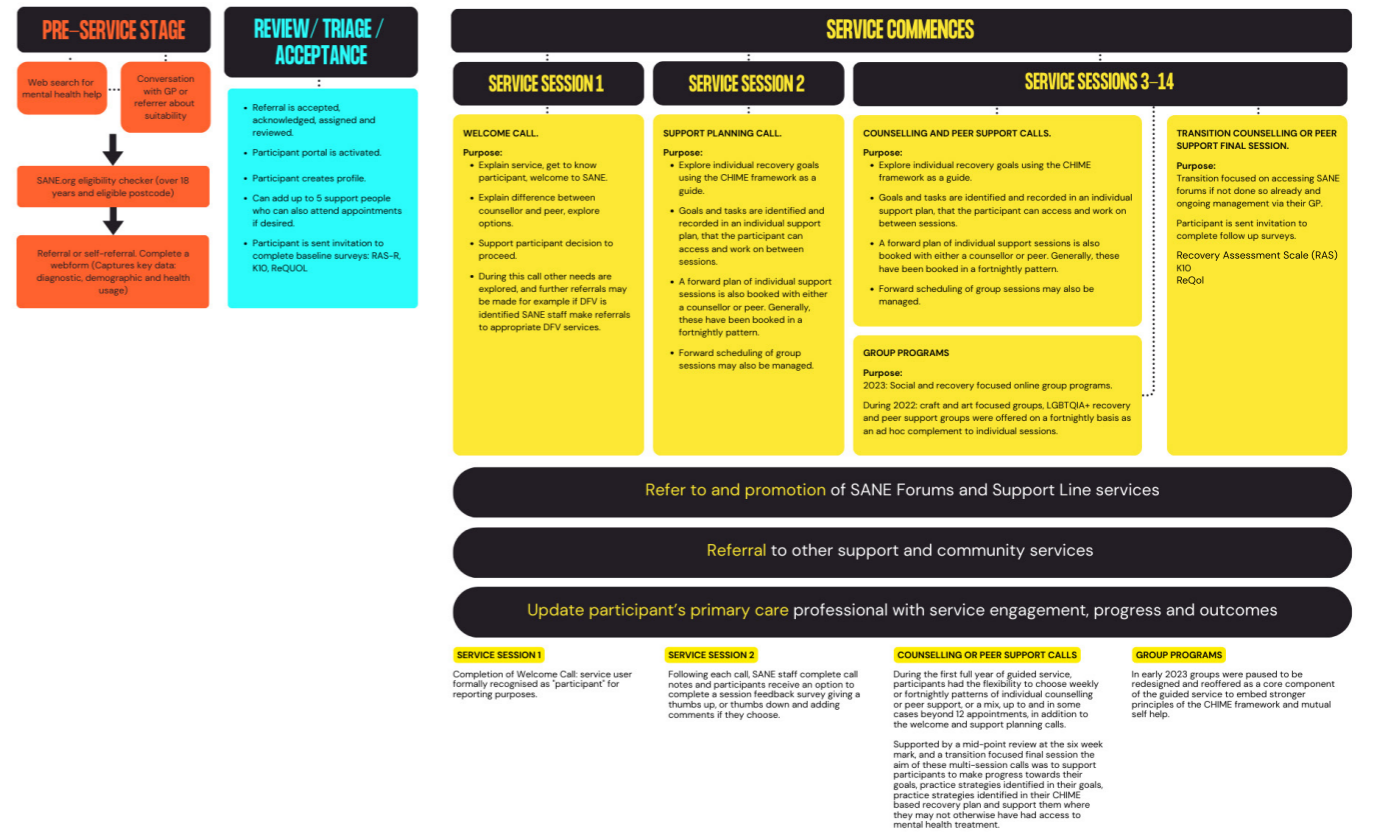 PRE–SERVICE STAGE
Web search for
mental health help
Conversation
with GP or
referrer about
suitability
SANE.org eligibility checker (over 18
years and eligible postcode)
Referral or self-referral. Complete a
webform (Captures key data:
diagnostic, demographic and health
usage)
REVIEW/ TRIAGE /
ACCEPTANCE
• Referral is accepted,
acknowledged, assigned and
reviewed.
• Participant portal is activated.
• Participant creates profile.
• Can add up to 5 support people
who can also attend appointments
if desired.
• Participant is sent invitation to
complete baseline surveys: RAS-R,
K10, ReQUOL
SERVICE COMMENCES
SERVICE SESSION 1
WELCOME CALL.
Purpose:
• Explain service, get to know
participant, welcome to SANE.
• Explain difference between
counsellor and peer, explore
options.
• Support participant decision to
proceed.
• During this call other needs are
explored, and further referrals may
be made for example if DFV is
identified SANE staff make referrals
to appropriate DFV services.
SERVICE SESSION 2
SUPPORT PLANNING CALL.
Purpose:
• Explore individual recovery goals
using the CHIME framework as a
guide.
• Goals and tasks are identified and
recorded in an individual support
plan, that the participant can
access and work on between
sessions.
• A forward plan of individual support
sessions is also booked with either
a counsellor or peer. Generally,
these have been booked in a
fortnightly pattern.
• Forward scheduling of group
sessions may also be managed.
SERVICE SESSIONS 3–14
COUNSELLING AND PEER SUPPORT CALLS.
Purpose:
• Explore individual recovery goals using the CHIME
framework as a guide.
• Goals and tasks are identified and recorded in an individual
support plan, that the participant can access and work on
between sessions.
• A forward plan of individual support sessions is also
booked with either a counsellor or peer. Generally, these
have been booked in a fortnightly pattern.
• Forward scheduling of group sessions may also be
managed.
GROUP PROGRAMS
Purpose:
2023: Social and recovery focused online group programs.
During 2022: craft and art focused groups, LGBTQIA+ recovery
and peer support groups were offered on a fortnightly basis as
an ad hoc complement to individual sessions.
TRANSITION COUNSELLING OR PEER
SUPPORT FINAL SESSION.
Purpose:
Transition focused on accessing SANE
forums if not done so already and
ongoing management via their GP.
Participant is sent invitation to
complete follow up surveys.
Recovery Assessment Scale (RAS)
K10
ReQol
Refer to and promotion of SANE Forums and Support Line services
Referral to other support and community services
Update participant's primary care professional with service engagement, progress and outcomes
SERVICE SESSION 1
Completion of Welcome Call: service user
formally recognised as "participant" for
reporting purposes.
SERVICE SESSION 2
Following each call, SANE staff complete call
notes and participants receive an option to
complete a session feedback survey giving a
thumbs up, or thumbs down and adding
comments if they choose.
COUNSELLING OR PEER SUPPORT CALLS
During the first full year of guided service,
participants had the flexibility to choose weekly
or fortnightly patterns of individual counselling
or peer support, or a mix, up to and in some
cases beyond 12 appointments, in addition to
the welcome and support planning calls.
Supported by a mid-point review at the six week
mark, and a transition focused final session the
aim of these multi-session calls was to support
participants to make progress towards their
goals, practice strategies identified in their goals,
practice strategies identified in their CHIME
based recovery plan and support them where
they may not otherwise have had access to
mental health treatment.
GROUP PROGRAMS
In early 2023 groups were paused to be
redesigned and reoffered as a core component
of the guided service to embed stronger
principles of the CHIME framework and mutual
self help.